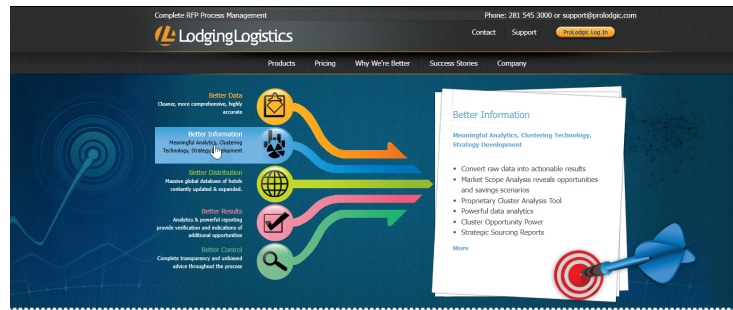 Complete RFP Process Management
Phone: 281 545 3000 or support@prolodgic.com
LodgingLogistics
Contact Support ProLodgic Log In
Products Pricing Why We're Better Success Stories Company
Better Data
Cleaner, more comprehensive, highly
accurate
Better Information
Meaningful Analytics, Clustering
Technology, Strategy Development
Better Distribution
Massive global database of hotels
contantly updated & expanded.
Better Results
Analytics & powerful reporting
provide verification and indications of
additional opportunities
Better Control
Complete transparency and unbiased
advice throughout the process
Better Information
Meaningful Analytics, Clustering Technology,
Strategy Development
• Convert raw data into actionable results
• Market Scope Analysis reveals opportunities
and savings scenarios
• Proprietary Cluster Analysis Tool
• Powerful data analytics
• Cluster Opportunity Power
• Strategic Sourcing Reports
More